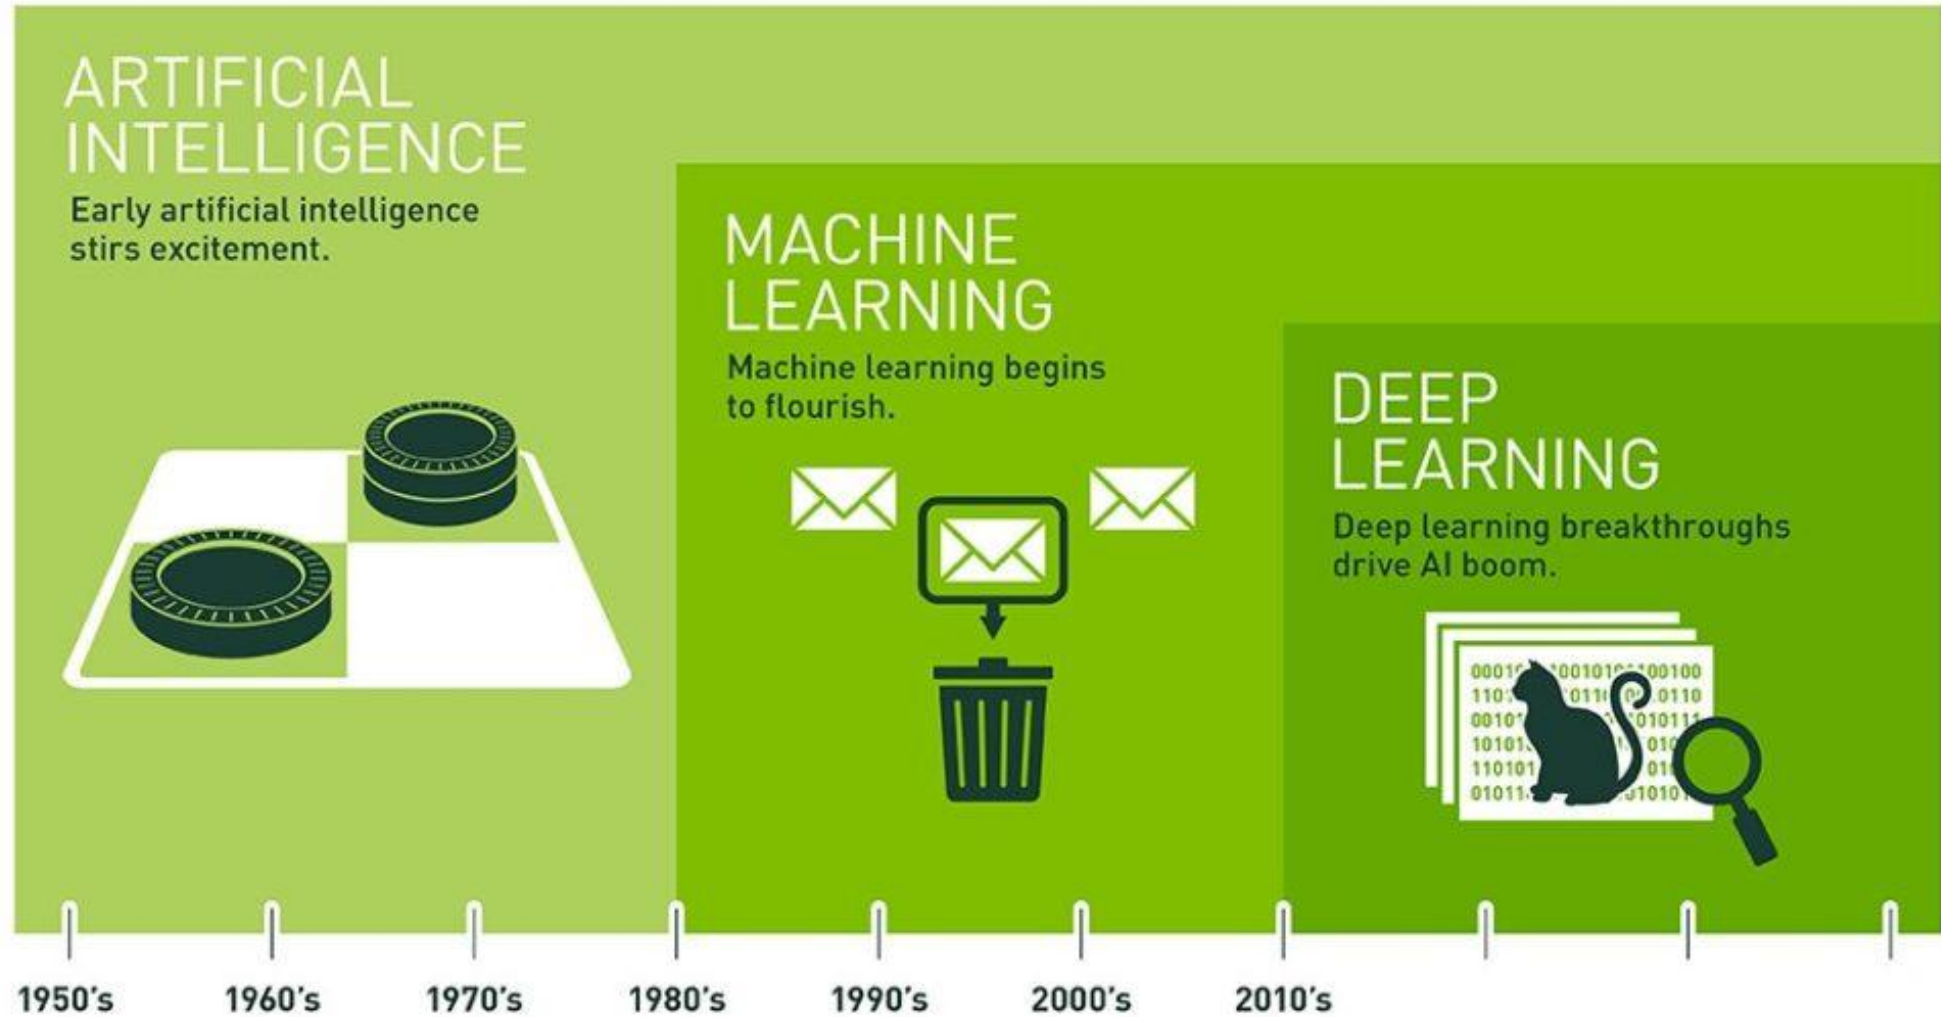 ARTIFICIAL
INTELLIGENCE
Early artificial intelligence
stirs excitement.
MACHINE
LEARNING
Machine learning begins
to flourish.
DEEP
LEARNING
Deep learning breakthroughs
drive AI boom.
1950's 1960's 1970's 1980's 1990's 2000's 2010's